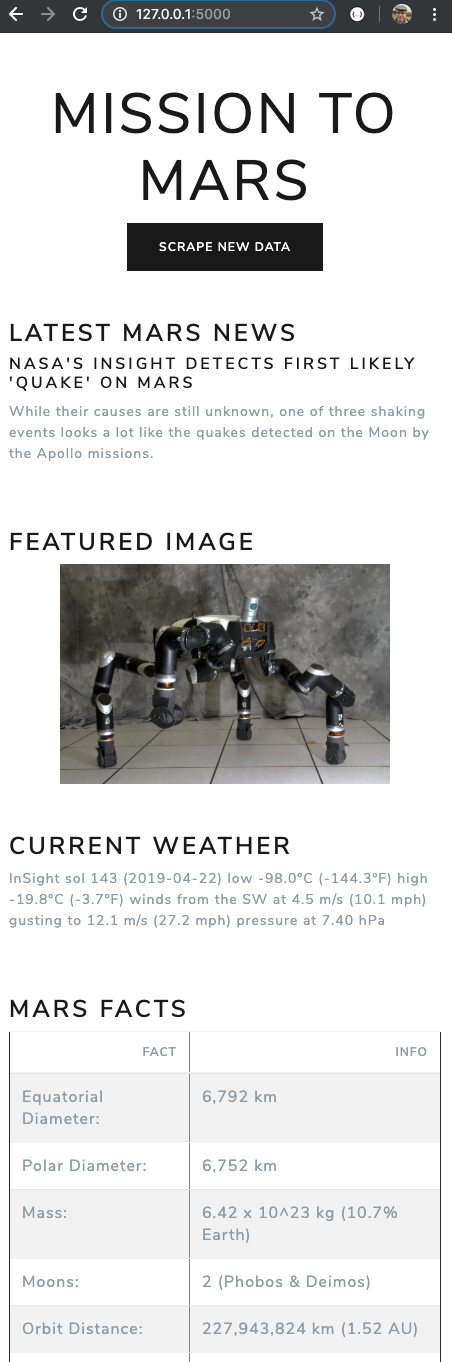 127.0.0.1:5000
MISSION TO
MARS
SCRAPE NEW DATA
LATEST MARS NEWS
NASA'S INSIGHT DETECTS FIRST LIKELY
'QUAKE' ON MARS
While their causes are still unknown, one of three shaking
events looks a lot like the quakes detected on the Moon by
the Apollo missions.
FEATURED IMAGE
CURRENT WEATHER
InSight sol 143 (2019-04-22) low -98.0ºC (-144.3ºF) high
-19.8ºC (-3.7ºF) winds from the SW at 4.5 m/s (10.1 mph)
gusting to 12.1 m/s (27.2 mph) pressure at 7.40 hPa
MARS FACTS
FACT INFO
Equatorial 6,792 km
Diameter:
Polar Diameter: 6,752 km
Mass: 6.42 x 10^23 kg (10.7%
Earth)
Moons: 2 (Phobos & Deimos)
Orbit Distance: 227,943,824 km (1.52 AU)